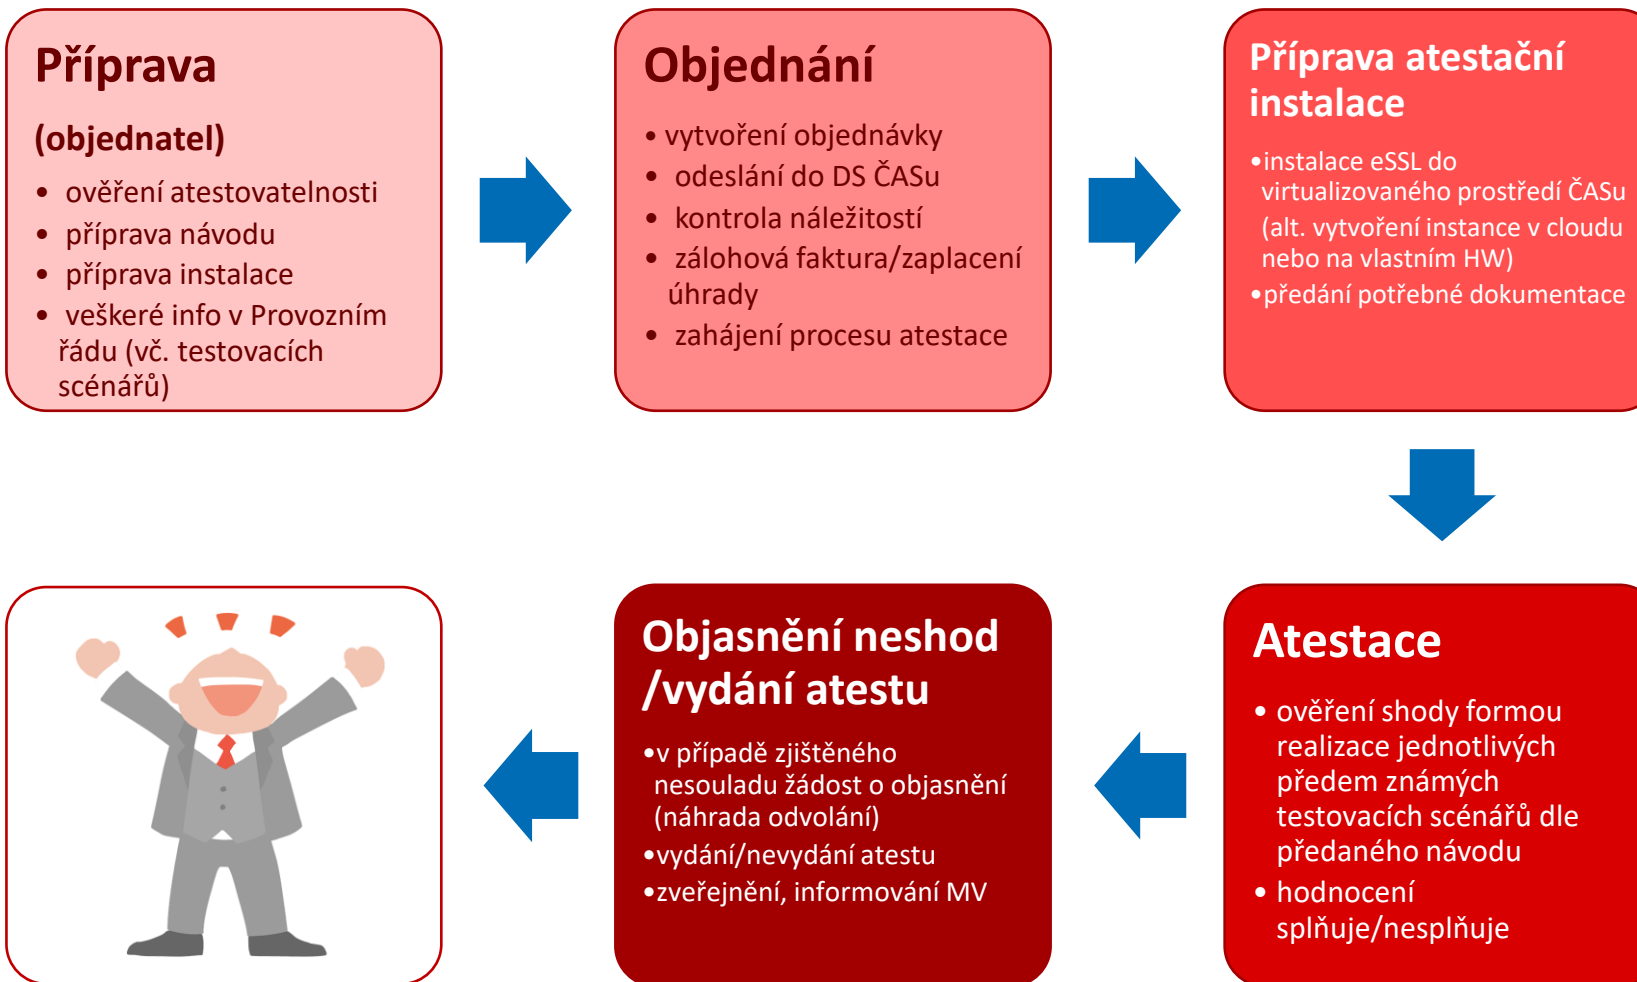 Příprava
(objednatel)
• ověření atestovatelnosti
• příprava návodu
• příprava instalace
• veškeré info v Provozním
řádu (vč. testovacích
scénářů)
Objednání
• vytvoření objednávky
• odeslání do DS ČASu
• kontrola náležitostí
• zálohová faktura/zaplacení
úhrady
• zahájení procesu atestace
Příprava atestační
instalace
•instalace eSSL do
virtualizovaného prostředí ČASu
(alt. vytvoření instance v cloudu
nebo na vlastním HW)
•předání potřebné dokumentace
Atestace
• ověření shody formou
realizace jednotlivých
předem známých
testovacích scénářů dle
předaného návodu
• hodnocení
splňuje/nesplňuje
Objasnění neshod
/vydání atestu
•v případě zjištěného
nesouladu žádost o objasnění
(náhrada odvolání)
•vydání/nevydání atestu
•zveřejnění, informování MV